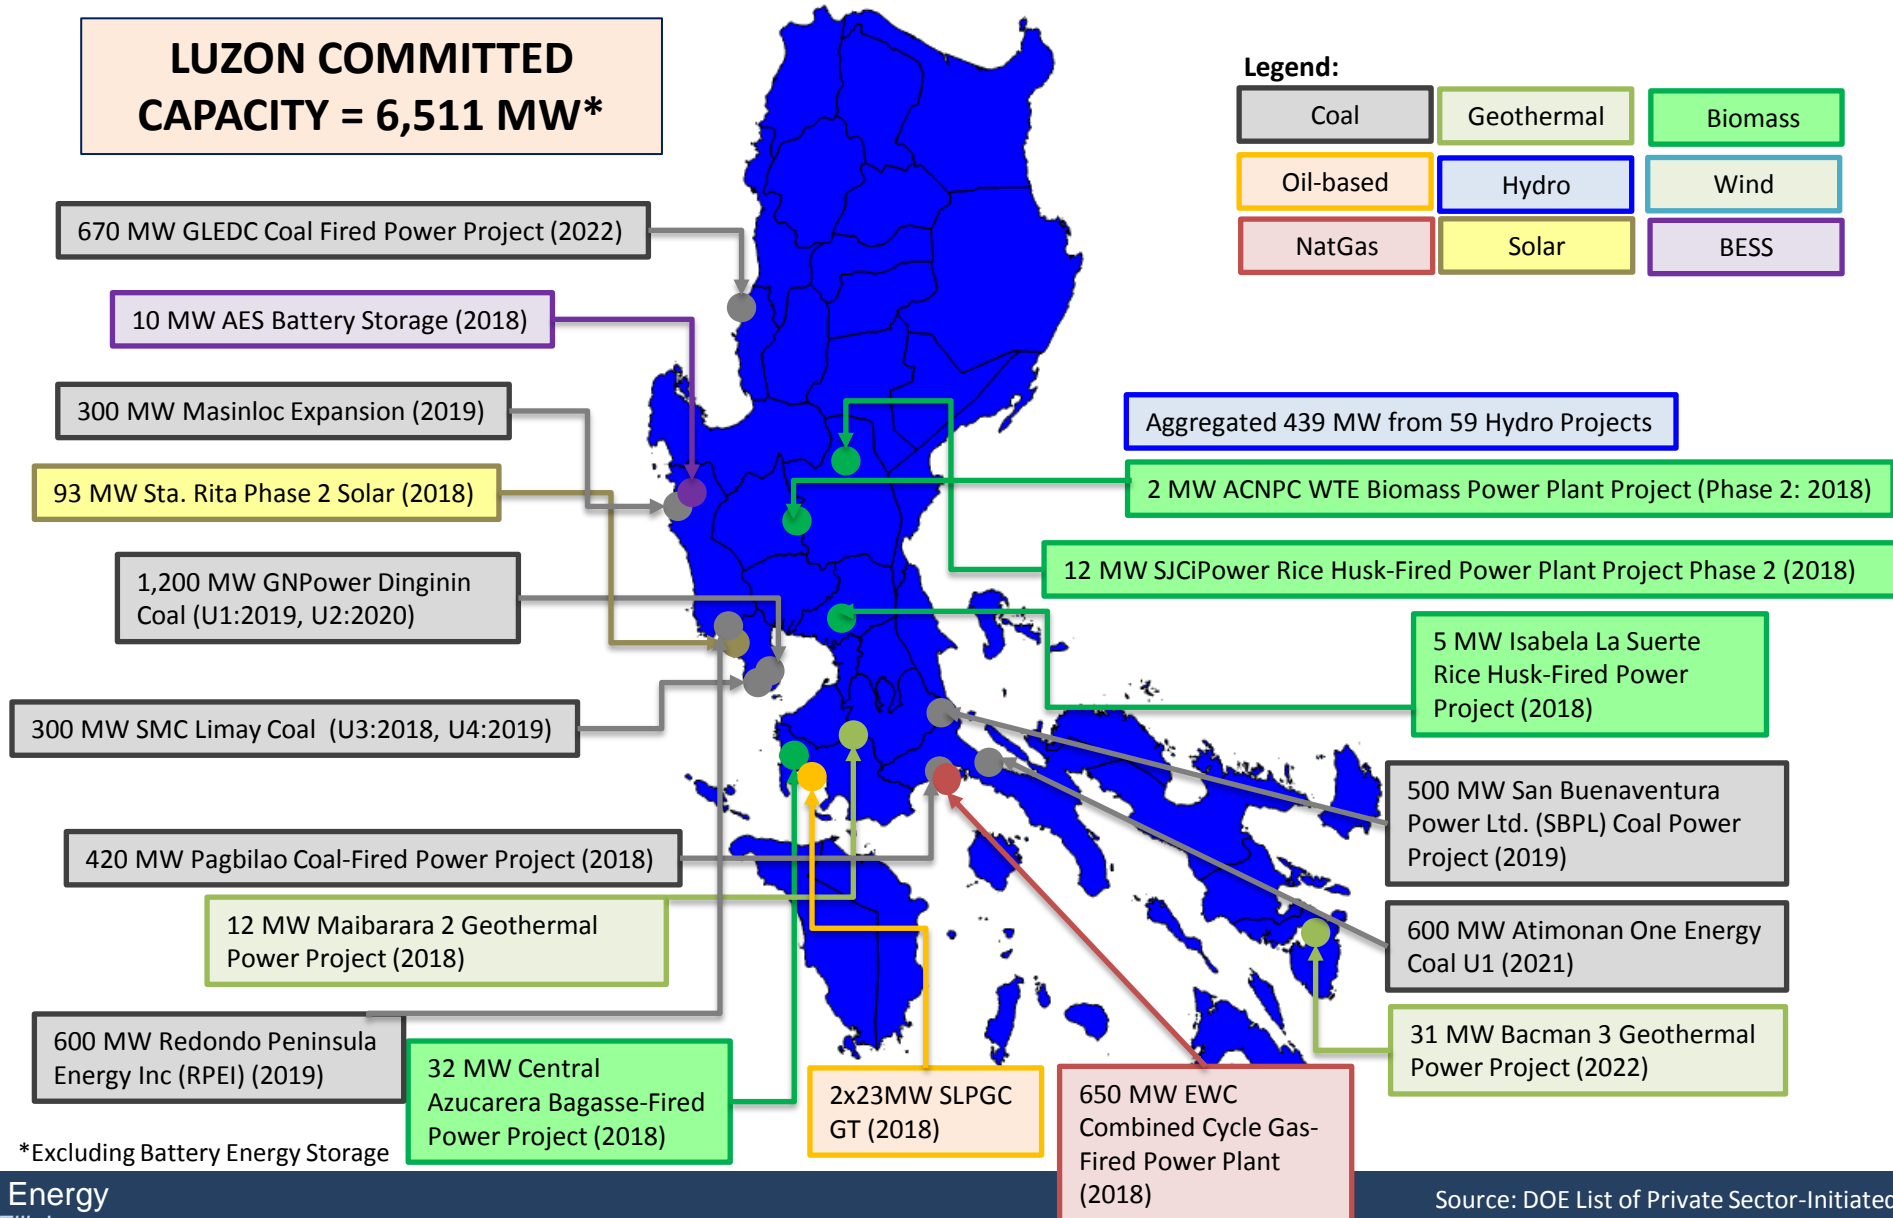 LUZON COMMITTED
CAPACITY = 6,511 MW*
Legend:
Coal
Geothermal
Biomass
Oil-based
Hydro
Wind
NatGas
Solar
BESS
670 MW GLEDC Coal Fired Power Project (2022)
10 MW AES Battery Storage (2018)
300 MW Masinloc Expansion (2019)
93 MW Sta. Rita Phase 2 Solar (2018)
1,200 MW GNPower Dinginin
Coal (U1:2019, U2:2020)
300 MW SMC Limay Coal (U3:2018, U4:2019)
420 MW Pagbilao Coal-Fired Power Project (2018)
12 MW Maibarara 2 Geothermal
Power Project (2018)
600 MW Redondo Peninsula
Energy Inc (RPEI) (2019)
32 MW Central
Azucarera Bagasse-Fired
Power Project (2018)
2x23MW SLPGC
GT (2018)
650 MW EWC
Combined Cycle Gas-
Fired Power Plant
(2018)
Aggregated 439 MW from 59 Hydro Projects
2 MW ACNPC WTE Biomass Power Plant Project (Phase 2: 2018)
12 MW SJCiPower Rice Husk-Fired Power Plant Project Phase 2 (2018)
5 MW Isabela La Suerte
Rice Husk-Fired Power
Project (2018)
500 MW San Buenaventura
Power Ltd. (SBPL) Coal Power
Project (2019)
600 MW Atimonan One Energy
Coal U1 (2021)
31 MW Bacman 3 Geothermal
Power Project (2022)
*Excluding Battery Energy Storage
Energy
Source: DOE List of Private Sector-Initiated